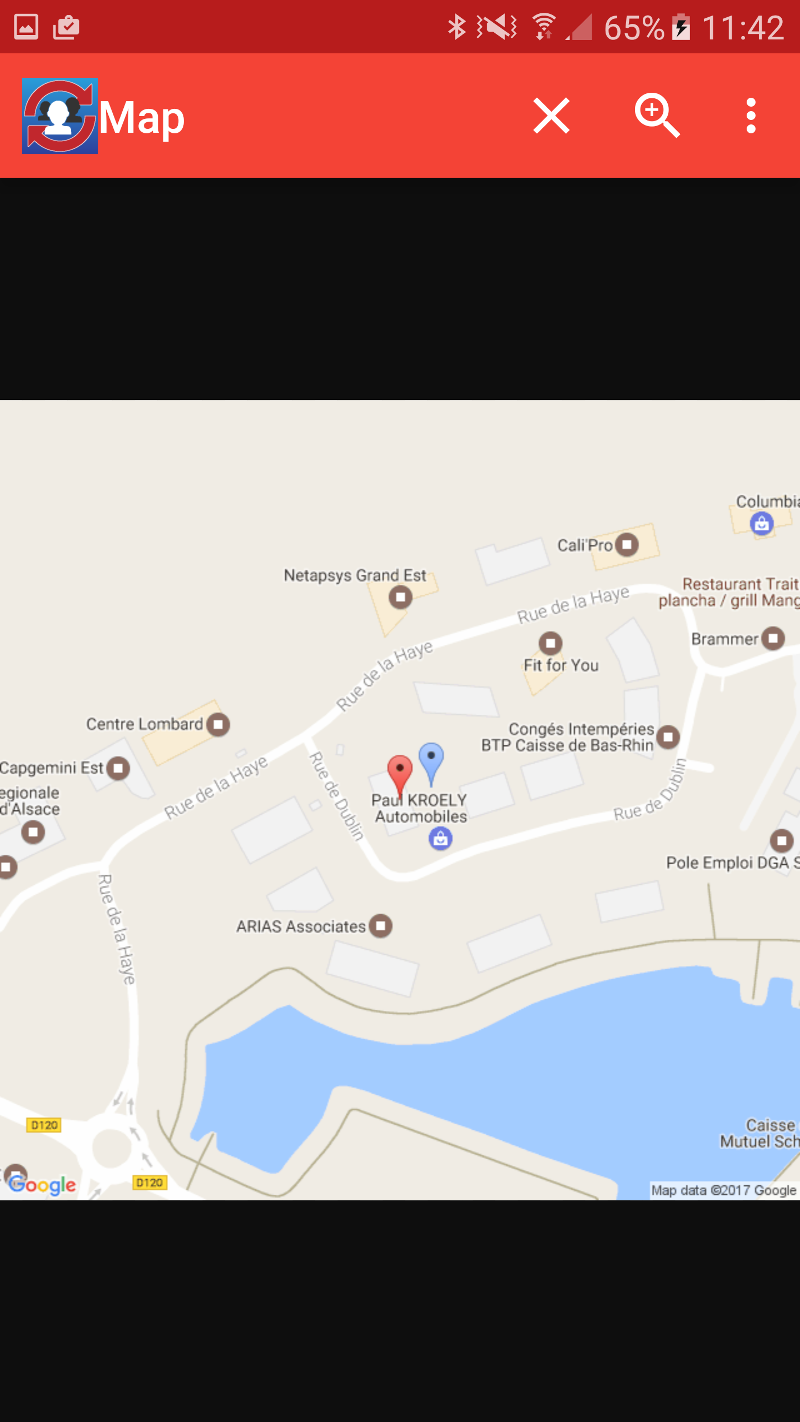 65% 11:42
Map
Columbia
Cali'Pro
Netapsys Grand Est
Rue de la Haye
Restaurant Trait
plancha / grill Mang
Brammer
Fit for You
Rue de la Haye
Centre Lombard
Congés Intempéries
BTP Caisse de Bas-Rhin
Capgemini Est
Rue de la Haye
Rue de Dublin
Rue de Dublin
egionale
d'Alsace
Paul KROELY
Automobiles
Pole Emploi DGA S
Rue de la Haye
ARIAS Associates
D120
Caisse
Mutuel Sch
D120
Google
Map data ©2017 Google